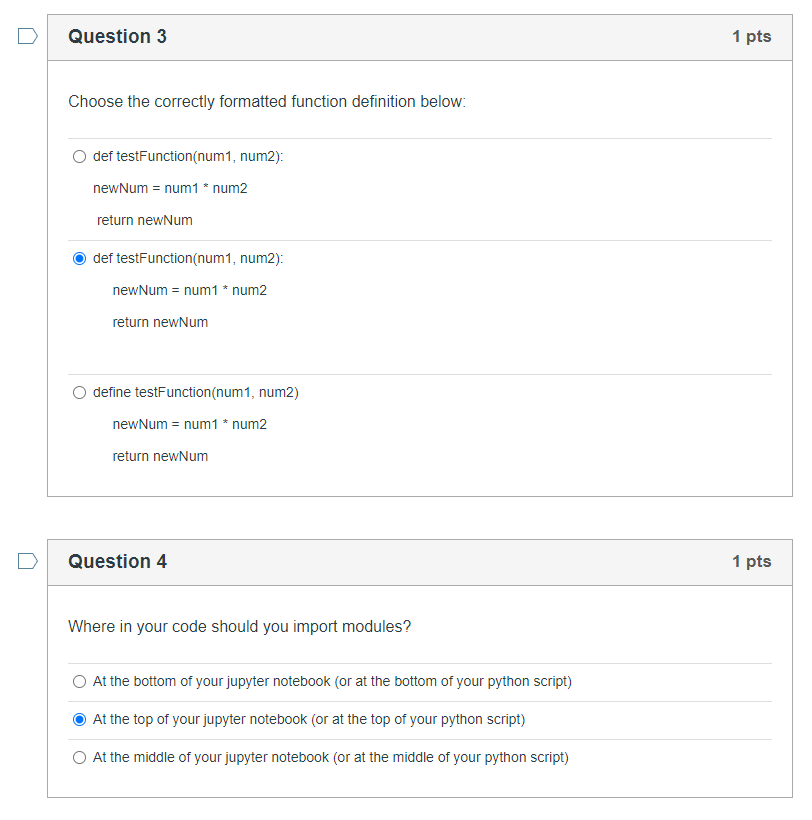 Question 3
1 pts
Choose the correctly formatted function definition below:
def testFunction(num1, num2):
newNum = num1 * num2
return newNum
def testFunction(num1, num2):
newNum = num1 * num2
return newNum
define testFunction(num1, num2)
newNum = num1 * num2
return newNum
Question 4
1 pts
Where in your code should you import modules?
At the bottom of your jupyter notebook (or at the bottom of your python script)
At the top of your jupyter notebook (or at the top of your python script)
At the middle of your jupyter notebook (or at the middle of your python script)